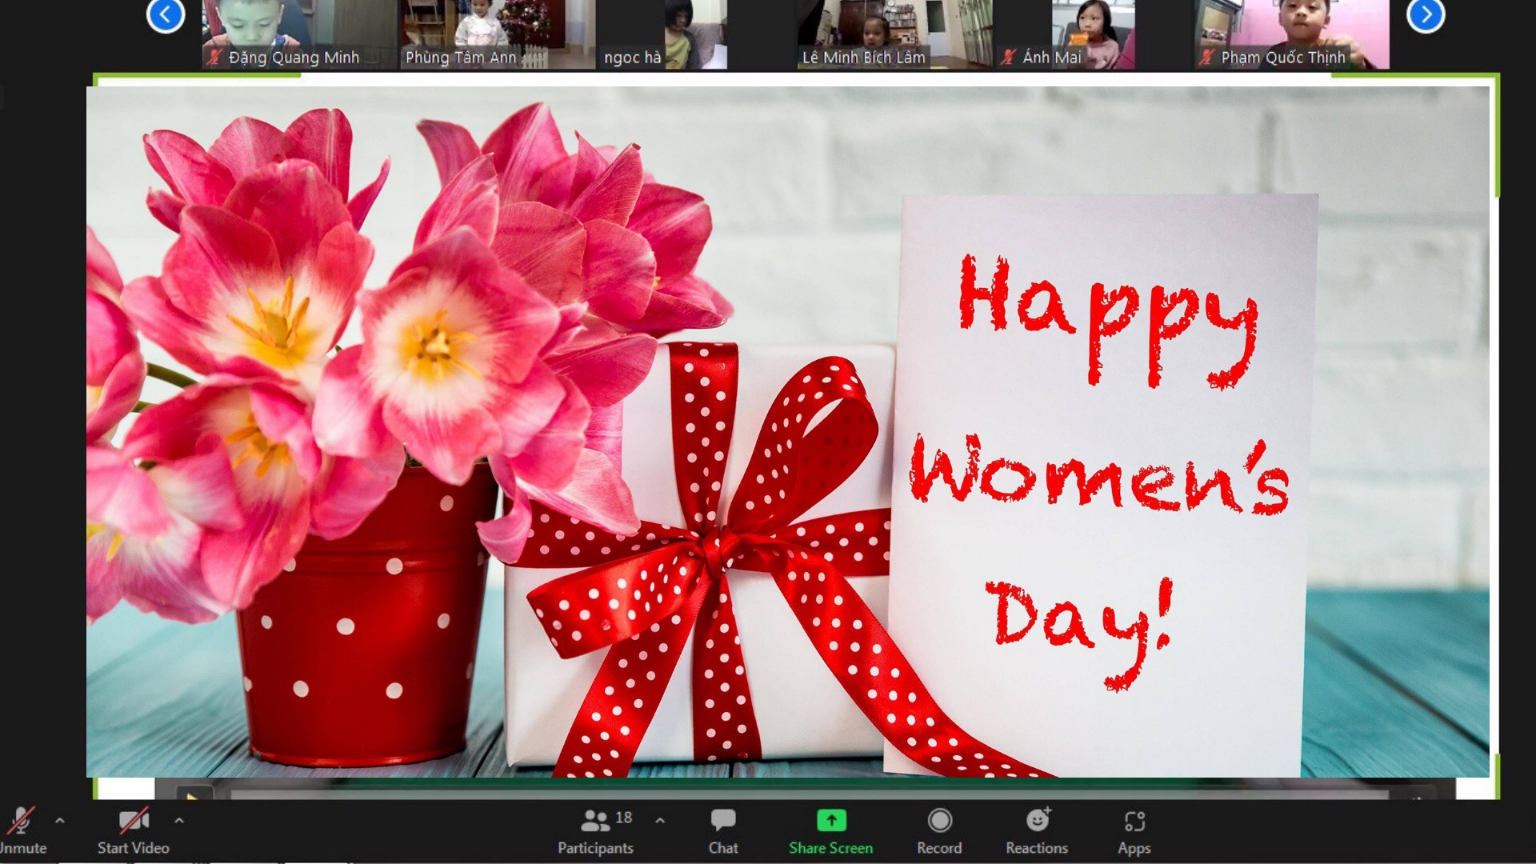 Đặng Quang Minh
Phùng Tâm Anh
ngoc hà
Lê Minh Bích Lâm
Ánh Mai
Phạm Quốc Thịnh
Happy
Women's
Day!
Unmute
Start Video
18
Participants
Chat
Share Screen
Record
Reactions
Apps